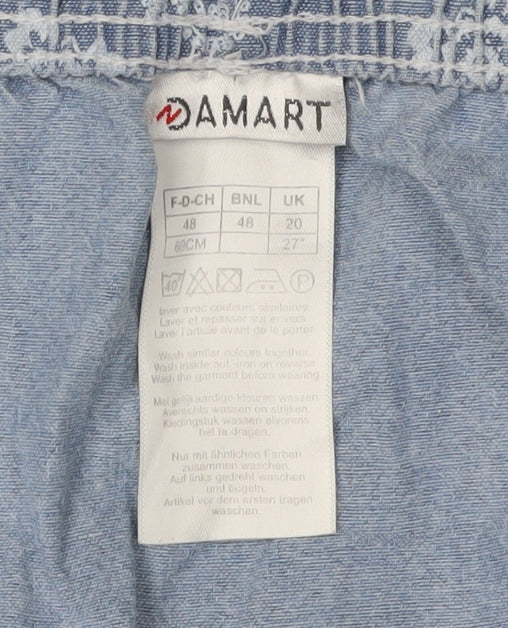 DAMART
F-D-CH BNL UK
48 48 20
69CM 27"
40 F
laver avec couleurs similaires.
Laver et repasser sur envers.
Laver l'article avant de le porter.
Wash similar colours together.
Wash inside out -iron on reverse
Wash the garment before wearing.
Met gelijkaardige kleuren wassen
Averechts wassen en strijken.
Kledingstuk wassen alvorens
het te dragen.
Nur mit ähnlichen Farben
zusammen waschen.
Auf links gedreht waschen
und bügeln.
Artikel vor dem ersten tragen
waschen.